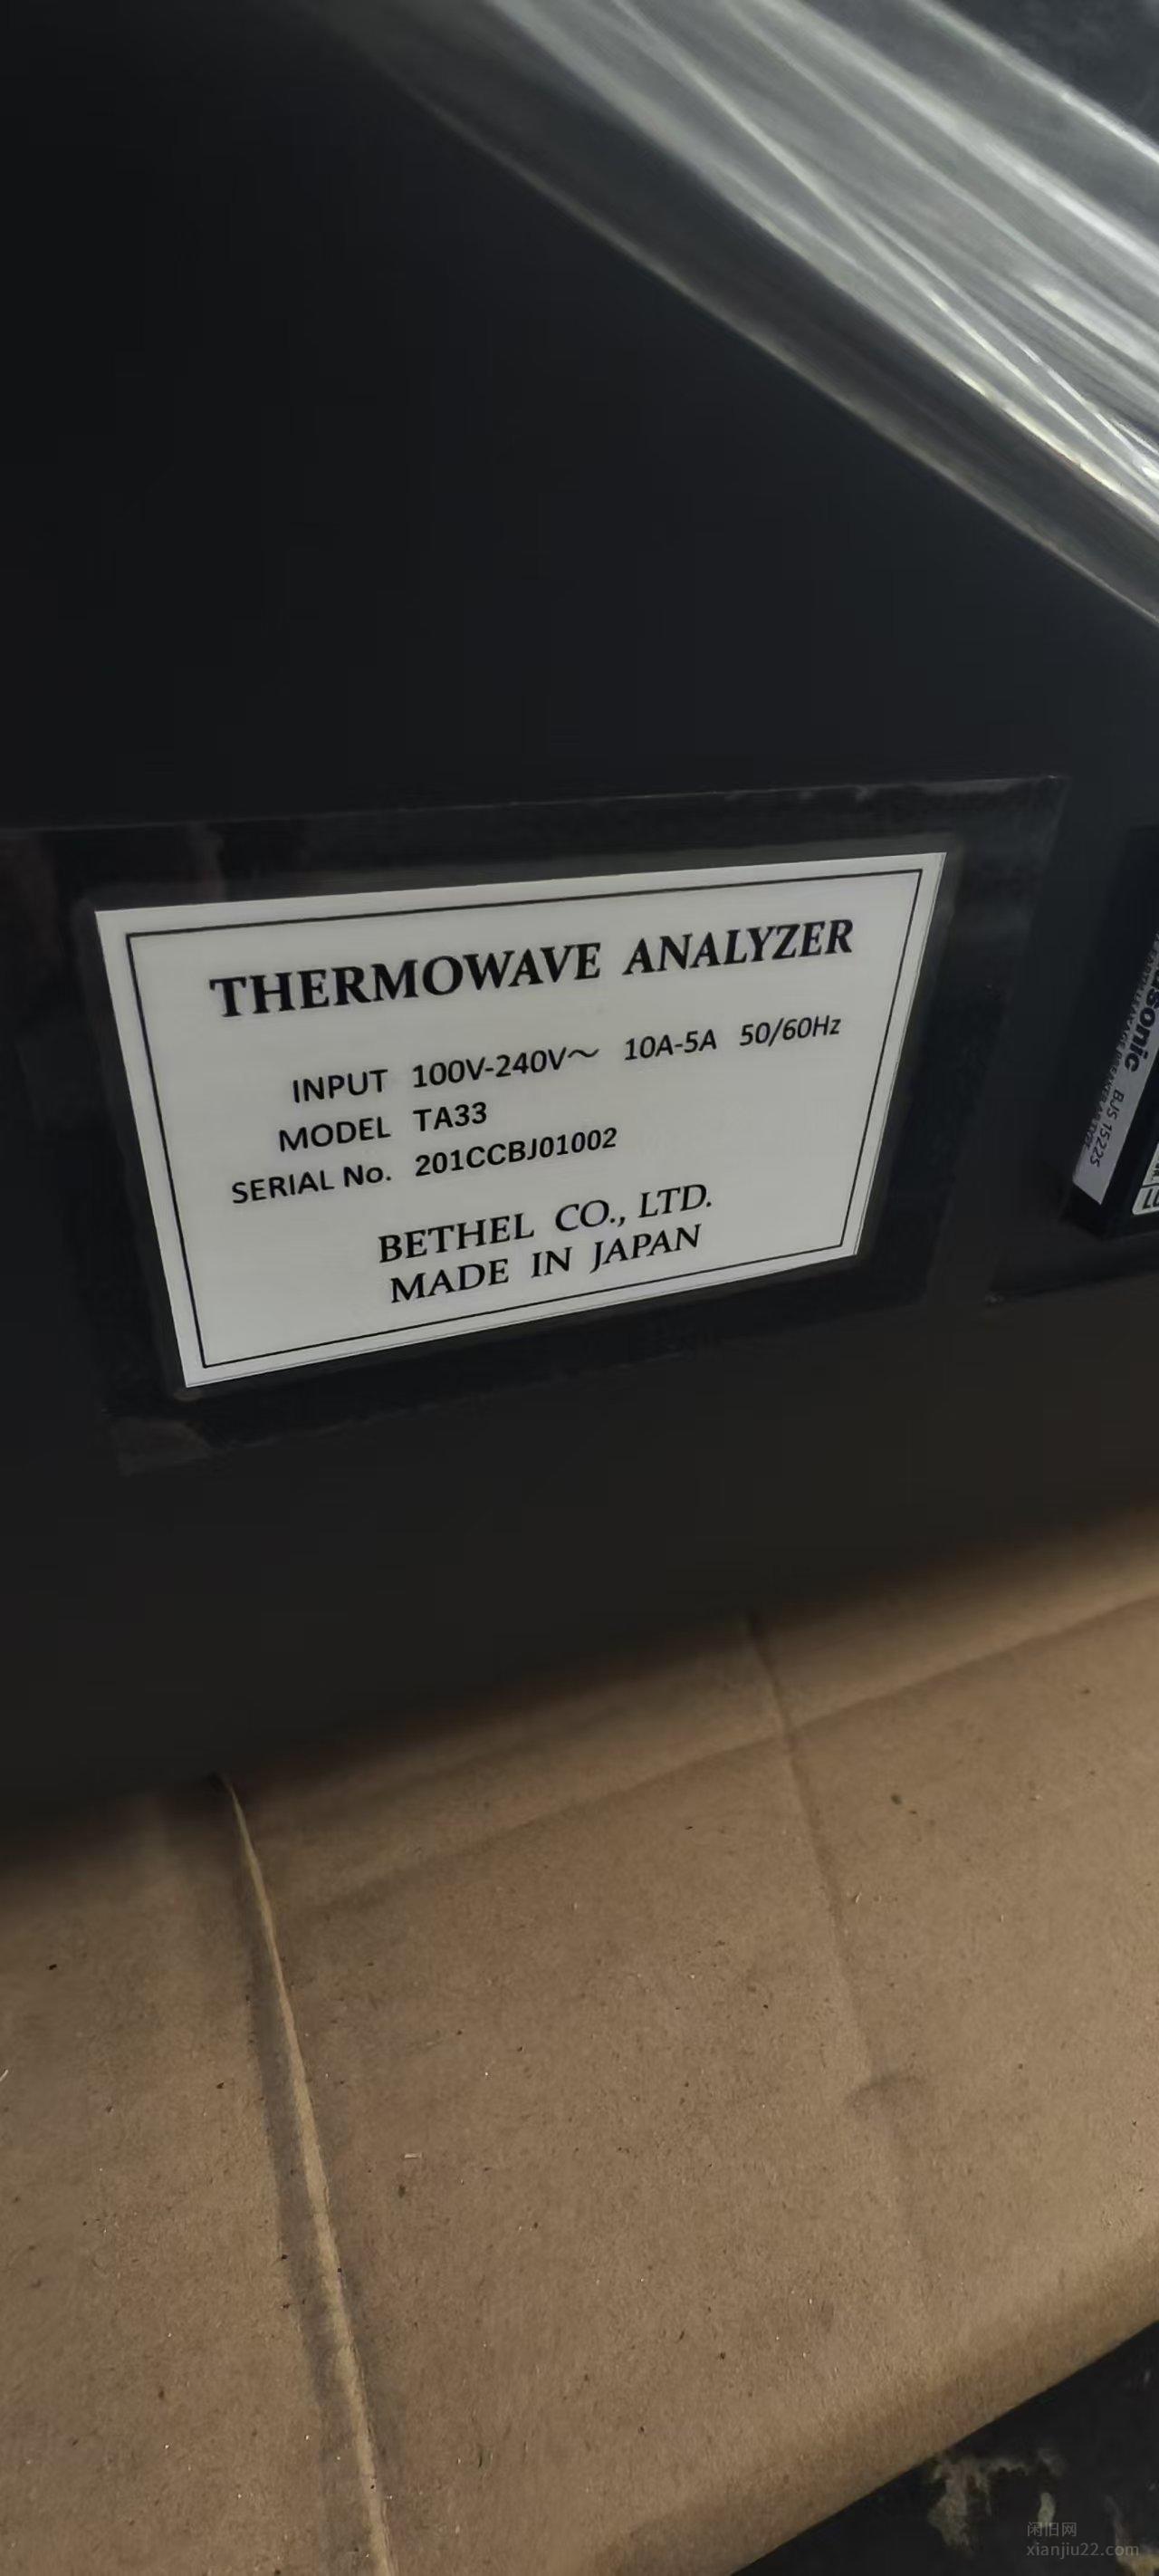 THERMOWAVE ANALYZER
INPUT 100V-240V～ 10A-5A 50/60Hz
MODEL TA33
SERIAL No. 201CCBJ01002
BETHEL CO., LTD.
MADE IN JAPAN
BJS 1522S
闲旧网
xianjiu22.com